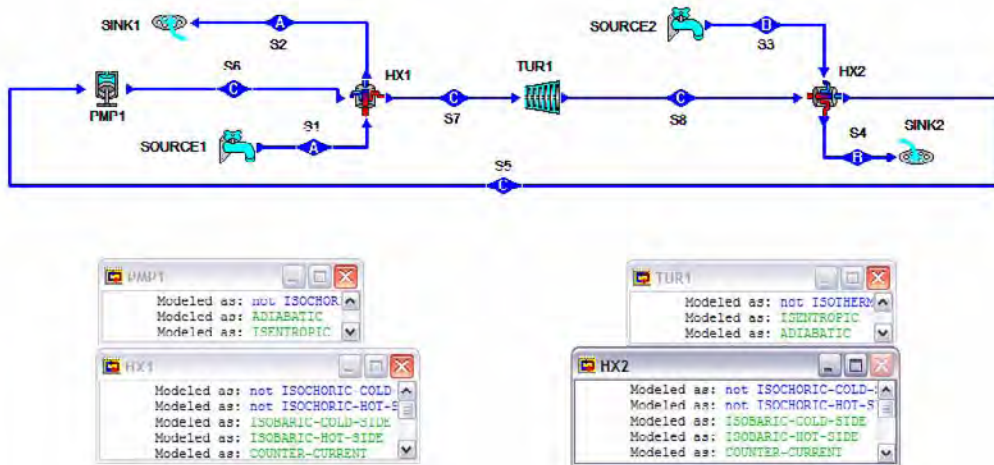 SINK1
A
S2
SOURCE2
D
S3
S6
HX1
TUR1
HX2
C
C
C
PMP1
S7
S8
S4
SINK2
SOURCE1
S1
A
S5
C
PMP1
Modeled as: not ISOCHOR
Modeled as: ADIABATIC
Modeled as: ISENTROPIC
TUR1
Modeled as: not ISOTHERM
Modeled as: ISENTROPIC
Modeled as: ADIABATIC
HX1
Modeled as: not ISOCHORIC-COLD-
Modeled as: not ISOCHORIC-HOT-S
Modeled as: ISOBARIC-COLD-SIDE
Modeled as: ISOBARIC-HOT-SIDE
Modeled as: COUNTER-CURRENT
HX2
Modeled as: not ISOCHORIC-COLD-
Modeled as: not ISOCHORIC-HOT-S
Modeled as: ISOBARIC-COLD-SIDE
Modeled as: ISOBARIC-HOT-SIDE
Modeled as: COUNTER-CURRENT